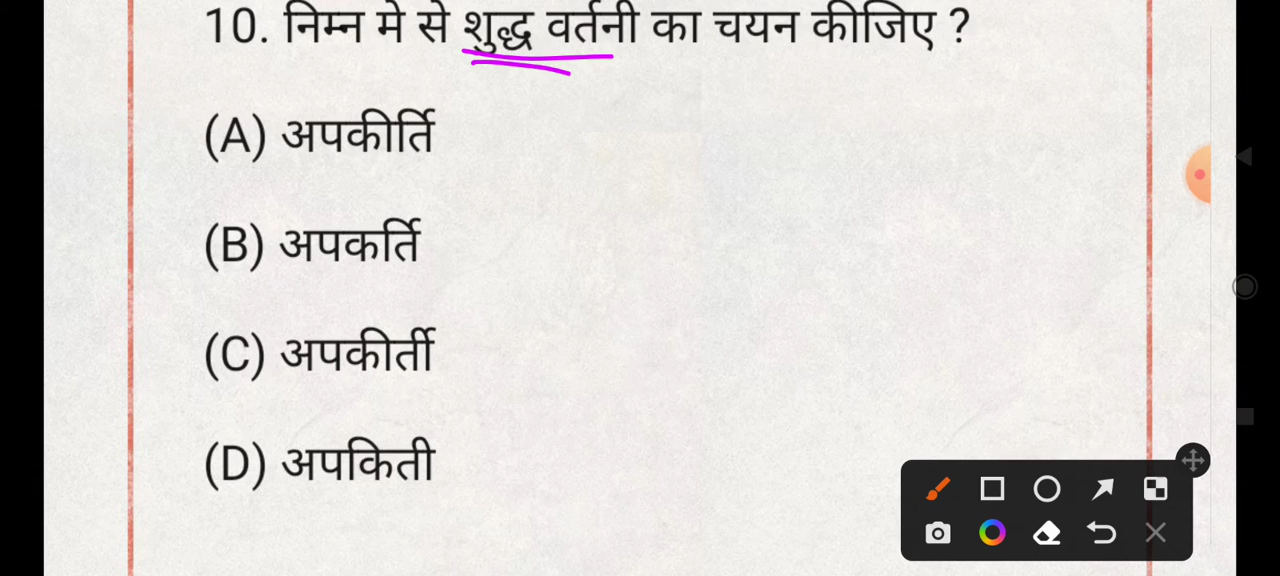 10. निम्न मे से शुद्ध वर्तनी का चयन कीजिए ?
(A) अपकीर्ति
(B) अपकर्ति
(C) अपकीर्ती
(D) अपकिती